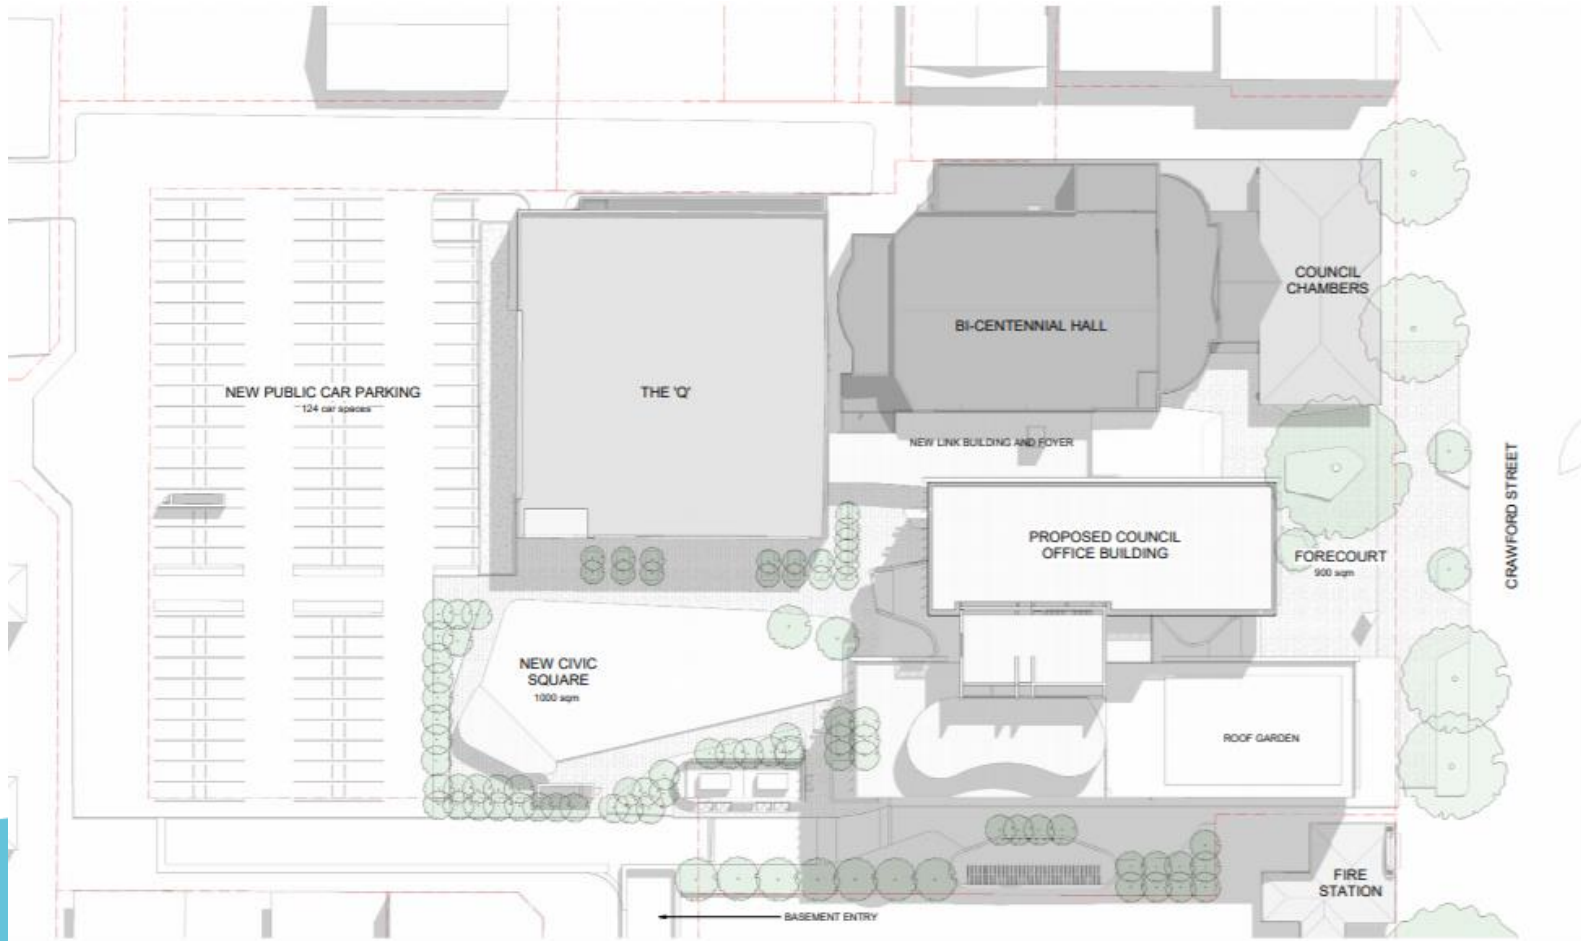 COUNCIL
CHAMBERS
BI-CENTENNIAL HALL
NEW PUBLIC CAR PARKING
124 car spaces
THE 'Q'
NEW LINK BUILDING AND FOYER
PROPOSED COUNCIL
OFFICE BUILDING
FORECOURT
900 sqm
CRAWFORD STREET
NEW CIVIC
SQUARE
1000 sqm
ROOF GARDEN
FIRE
STATION
BASEMENT ENTRY